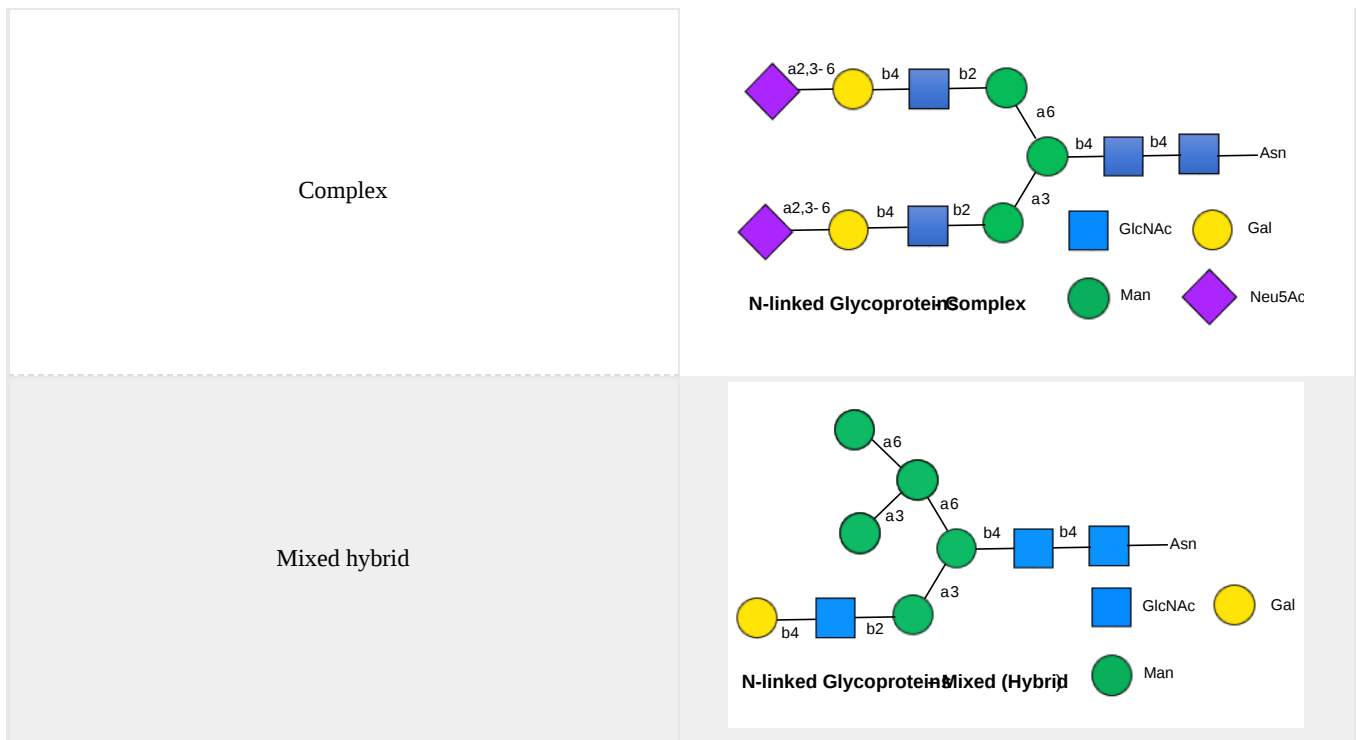 Complex
a2,3- 6 b4 b2
a6
b4 b4 Asn
a3
a2,3- 6 b4 b2
GlcNAc Gal
Man Neu5Ac
N-linked Glycoproteins - Complex
Mixed hybrid
a6
a3
a6
b4 b4 Asn
a3
b4 b2
GlcNAc Gal
Man
N-linked Glycoproteins - Mixed (Hybrid)